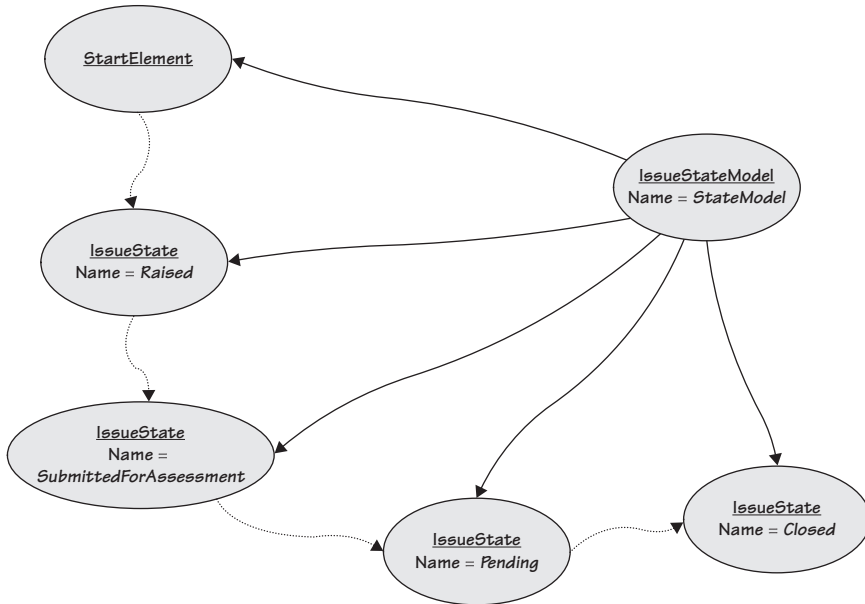 StartElement
IssueStateModel
Name = StateModel
IssueState
Name = Raised
IssueState
Name =
SubmittedForAssessment
IssueState
Name = Pending
IssueState
Name = Closed